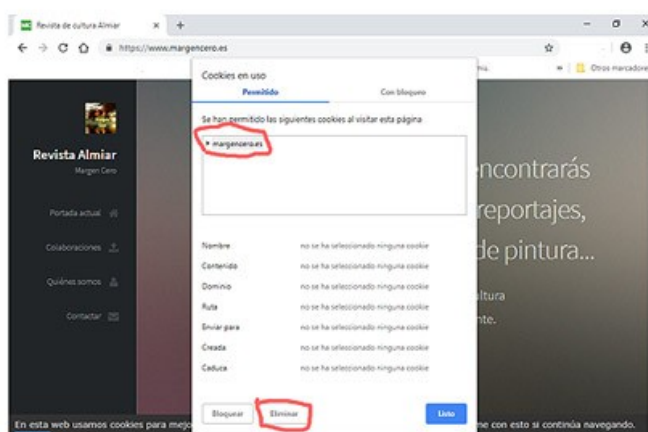 Revista de cultura Almiar
https://www.margencero.es
Otros marcadores
Cookies en uso
Permitido
Con bloqueo
Se han permitido las siguientes cookies al visitar esta página
margencero.es
Revista Almiar
Margen Cero
Portada actual
Colaboraciones
Quiénes somos
Contactar
ncontrarás
reportajes,
de pintura...
ultura
nte.
Nombre no se ha seleccionado ninguna cookie
Contenido no se ha seleccionado ninguna cookie
Dominio no se ha seleccionado ninguna cookie
Ruta no se ha seleccionado ninguna cookie
Enviar para no se ha seleccionado ninguna cookie
Creada no se ha seleccionado ninguna cookie
Caduca no se ha seleccionado ninguna cookie
Bloquear
Eliminar
Listo
En esta web usamos cookies para mejo
me con esto si continúa navegando.